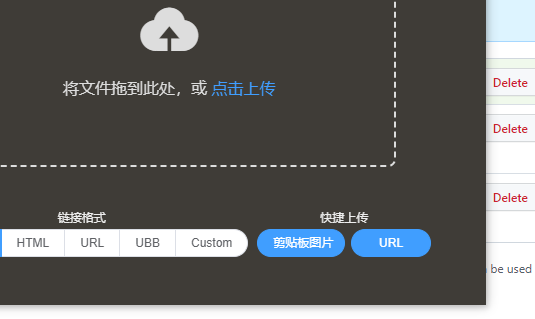 将文件拖到此处，或 点击上传
Delete
Delete
Delete
链接格式
快捷上传
HTML
URL
UBB
Custom
剪贴板图片
URL
be used